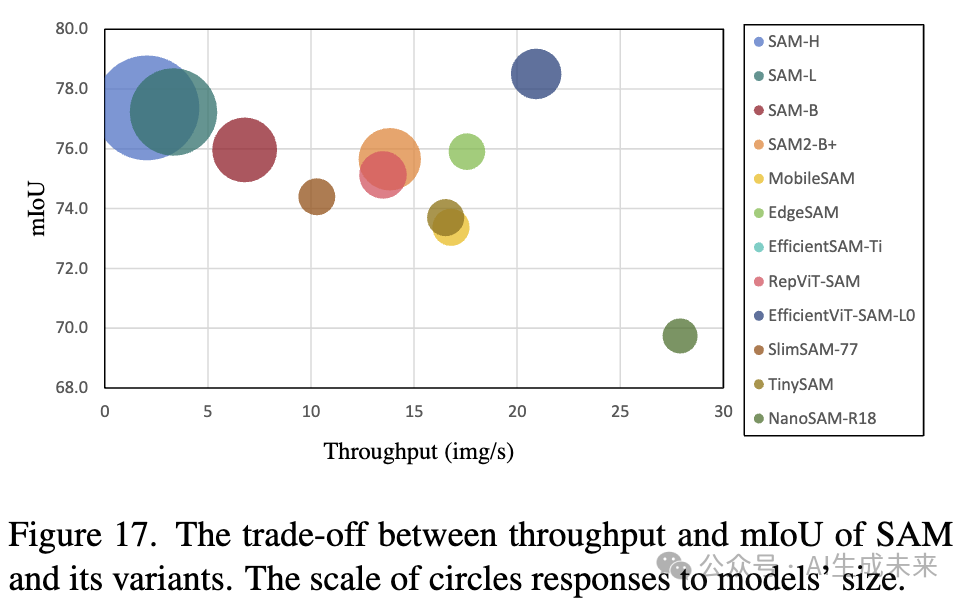 80.0
78.0
76.0
74.0
72.0
70.0
68.0
mIoU
0 5 10 15 20 25 30
Throughput (img/s)
SAM-H
SAM-L
SAM-B
SAM2-B+
MobileSAM
EdgeSAM
EfficientSAM-Ti
RepViT-SAM
EfficientViT-SAM-L0
SlimSAM-77
TinySAM
NanoSAM-R18
Figure 17. The trade-off between throughput and mIoU of SAM
and its variants. The scale of circles responses to models' size.
公众号 · AI生成未来